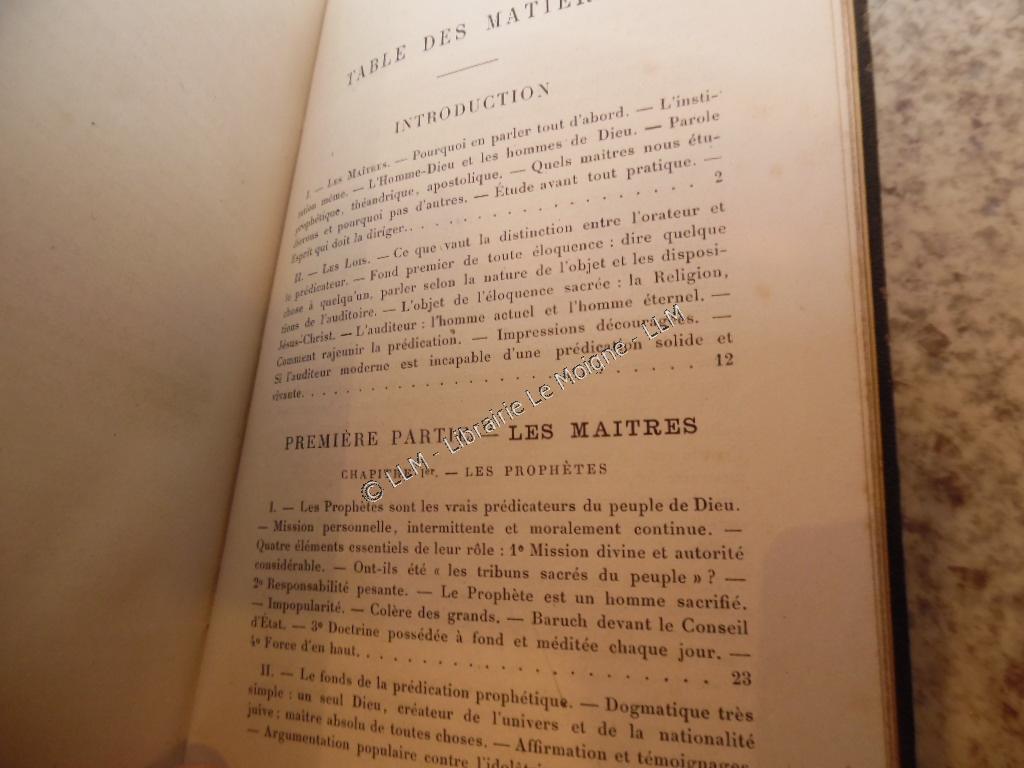 TABLE DES MATIER
INTRODUCTION
I. — LES MAÎTRES. — Pourquoi en parler tout d'abord. — L'insti-
tution même. — L'Homme-Dieu et les hommes de Dieu. — Parole
prophétique, théandrique, apostolique. — Quels maîtres nous étu-
dierons et pourquoi pas d'autres. — Étude avant tout pratique. —
Esprit qui doit la diriger. . . . . . . . . . . . . . . . . 2
II. — LES LOIS. — Ce que vaut la distinction entre l'orateur et
le prédicateur. — Fond premier de toute éloquence : dire quelque
chose à quelqu'un, parler selon la nature de l'objet et les disposi-
tions de l'auditoire. — L'objet de l'éloquence sacrée : la Religion,
Jésus-Christ. — L'auditeur : l'homme actuel et l'homme éternel. —
Comment rajeunir la prédication. — Impressions décourageantes. —
Si l'auditeur moderne est incapable d'une prédication solide et
vivante. . . . . . . . . . . . . . . . . . . . . . . 12
PREMIÈRE PARTIE — LES MAITRES
CHAPITRE Ier. — LES PROPHÈTES
I. — Les Prophètes sont les vrais prédicateurs du peuple de Dieu.
— Mission personnelle, intermittente et moralement continue. —
Quatre éléments essentiels de leur rôle : 1º Mission divine et autorité
considérable. — Ont-ils été « les tribuns sacrés du peuple » ? —
2º Responsabilité pesante. — Le Prophète est un homme sacrifié.
— Impopularité. — Colère des grands. — Baruch devant le Conseil
d'État. — 3º Doctrine possédée à fond et méditée chaque jour. —
4º Force d'en haut. . . . . . . . . . . . . . . . . . . 23
II. — Le fonds de la prédication prophétique. — Dogmatique très
simple : un seul Dieu, créateur de l'univers et de la nationalité
juive ; maître absolu de toutes choses. — Affirmation et témoignages
— Argumentation populaire contre l'idolâtrie
© LLM - Librairie Le Moigne - LLM